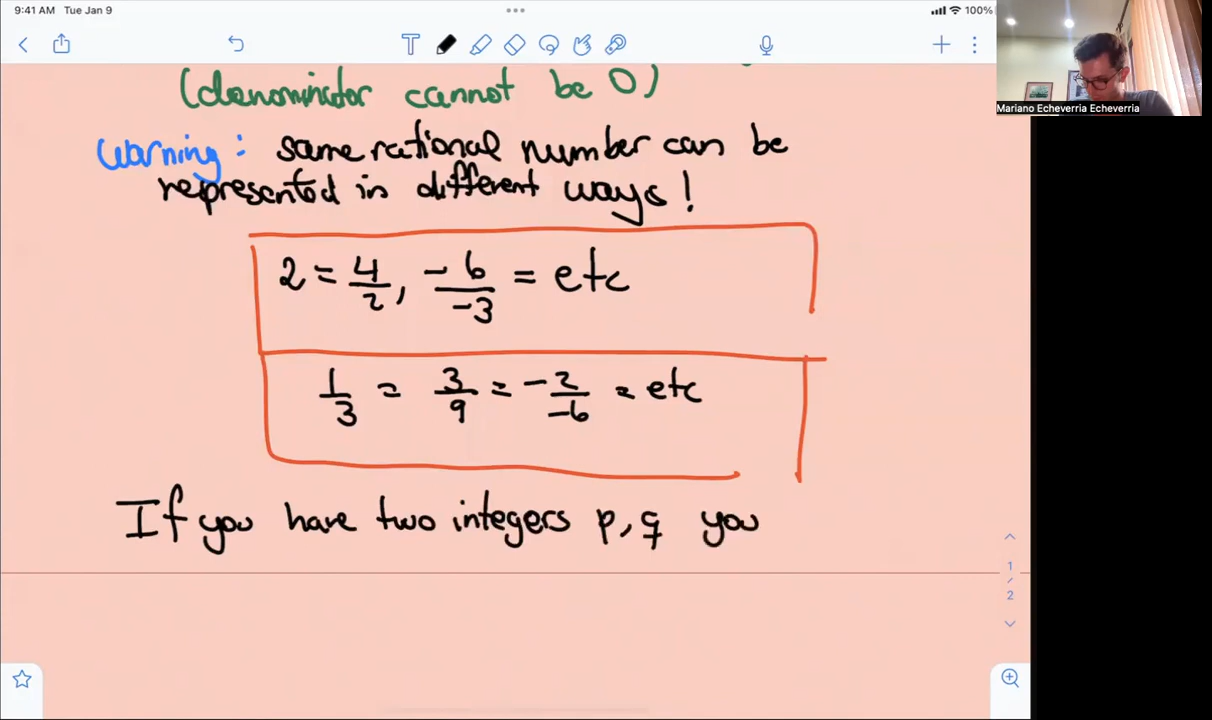 9:41 AM Tue Jan 9
100%
Mariano Echeverria Echeverria
(denominator cannot be 0)
Warning: same rational number can be
represented in different ways!
2 = 4/2, -6/-3 = etc
1/3 = 3/9 = -2/-6 = etc
If you have two integers p, q you
1
/
2